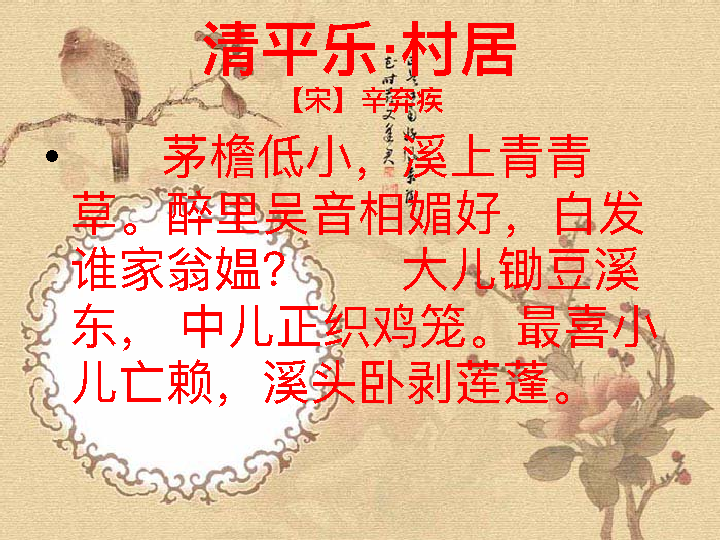 清平乐·村居
【宋】辛弃疾
• 茅檐低小，溪上青青
草。醉里吴音相媚好，白发
谁家翁媪？ 大儿锄豆溪
东， 中儿正织鸡笼。最喜小
儿亡赖，溪头卧剥莲蓬。